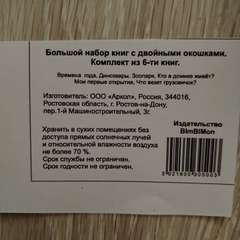 Большой набор книг с двойными окошками.
Комплект из 6-ти книг.
Времена года, Динозавры, Зоопарк, Кто в домике живёт?
Мои первые открытия, Что везет грузовичок?
Изготовитель: ООО «Аркол», Россия, 344016,
Ростовская область, г. Ростов-на-Дону,
пер.1-й Машиностроительный, 3г.
Хранить в сухих помещениях без
доступа прямых солнечных лучей
и относительной влажности воздуха
не более 70 %.
Срок службы не ограничен.
Срок годности не ограничен.
Издательство
BimBiMon